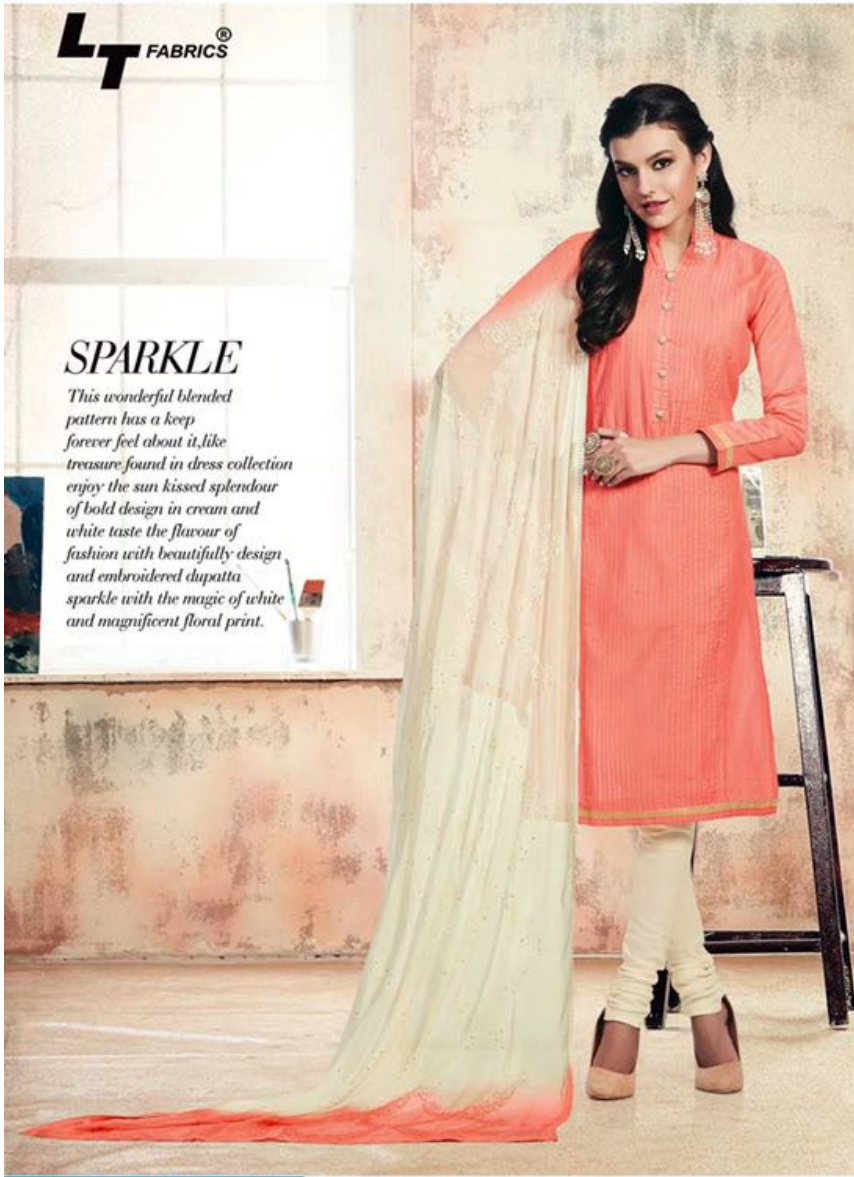 LT FABRICS®
SPARKLE
This wonderful blended
pattern has a keep
forever feel about it,like
treasure found in dress collection
enjoy the sun kissed splendour
of bold design in cream and
white taste the flavour of
fashion with beautifully design
and embroidered dupatta
sparkle with the magic of white
and magnificent floral print.